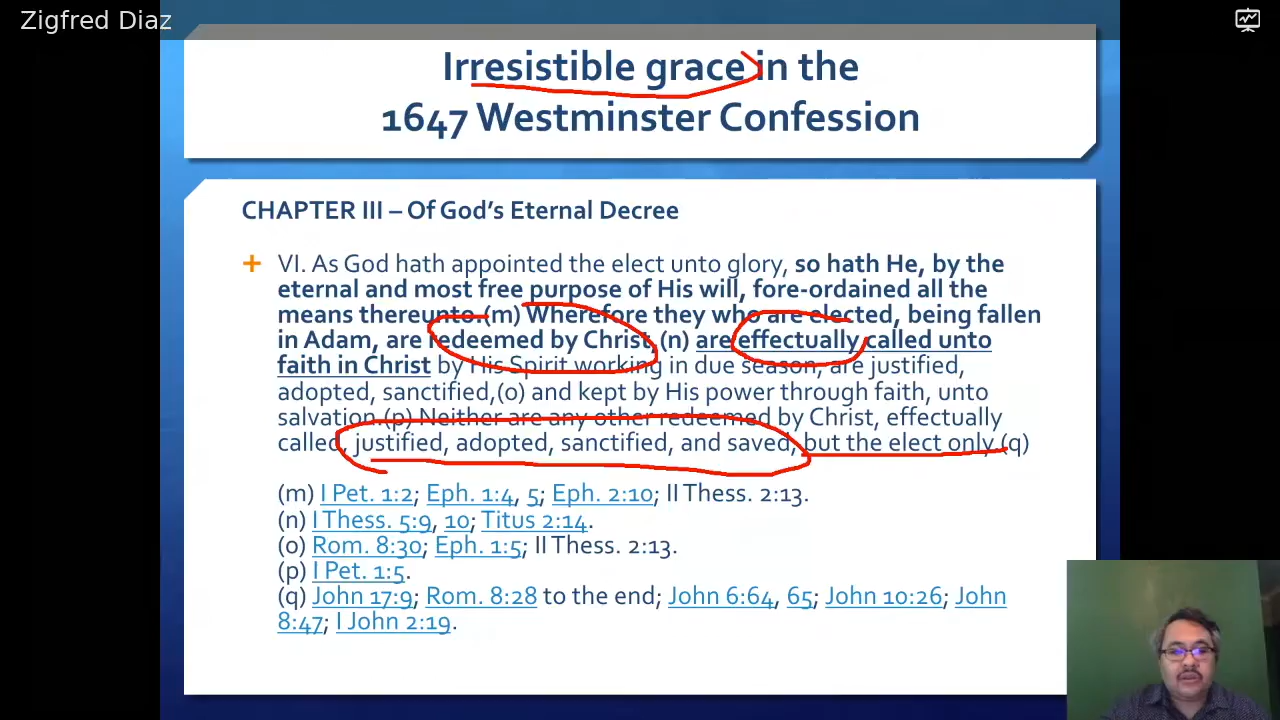 Zigfred Diaz
Irresistible grace in the
1647 Westminster Confession
CHAPTER III – Of God's Eternal Decree
VI. As God hath appointed the elect unto glory, so hath He, by the
eternal and most free purpose of His will, fore-ordained all the
means thereunto.(m) Wherefore they who are elected, being fallen
in Adam, are redeemed by Christ,(n) are effectually called unto
faith in Christ by His Spirit working in due season, are justified,
adopted, sanctified,(o) and kept by His power through faith, unto
salvation.(p) Neither are any other redeemed by Christ, effectually
called, justified, adopted, sanctified, and saved, but the elect only.(q)
(m) I Pet. 1:2; Eph. 1:4, 5; Eph. 2:10; II Thess. 2:13.
(n) I Thess. 5:9, 10; Titus 2:14.
(o) Rom. 8:30; Eph. 1:5; II Thess. 2:13.
(p) I Pet. 1:5.
(q) John 17:9; Rom. 8:28 to the end; John 6:64, 65; John 10:26; John
8:47; I John 2:19.